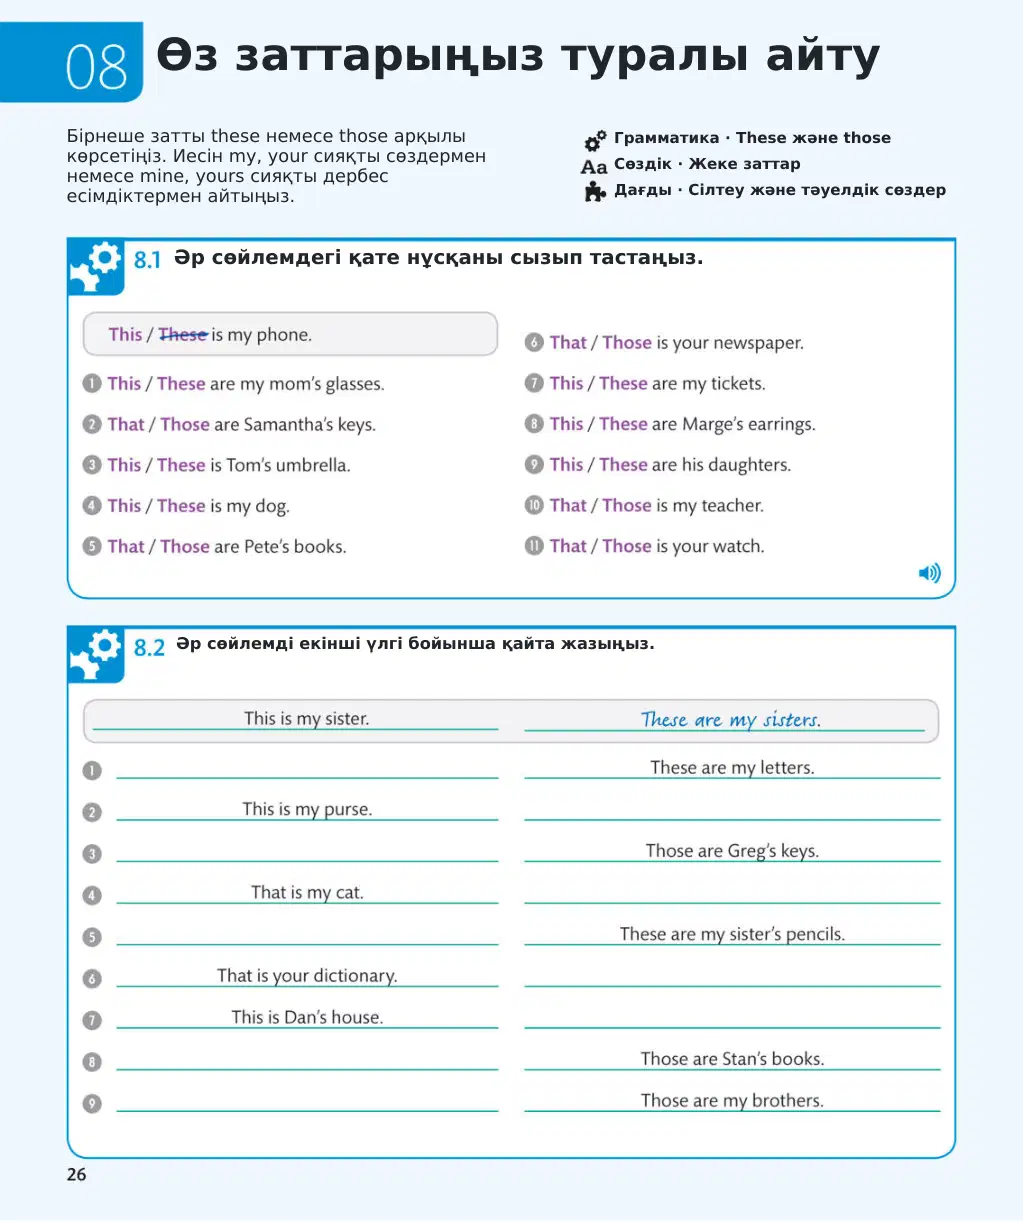 08 Өз заттарыңыз туралы айту
Бірнеше затты these немесе those арқылы
көрсетіңіз. Иесін my, your сияқты сөздермен
немесе mine, yours сияқты дербес
есімдіктермен айтыңыз.
Грамматика · These және those
Aa Сөздік · Жеке заттар
Дағды · Сілтеу және тәуелдік сөздер
8.1 Әр сөйлемдегі қате нұсқаны сызып тастаңыз.
This / These is my phone.
1 This / These are my mom's glasses.
2 That / Those are Samantha's keys.
3 This / These is Tom's umbrella.
4 This / These is my dog.
5 That / Those are Pete's books.
6 That / Those is your newspaper.
7 This / These are my tickets.
8 This / These are Marge's earrings.
9 This / These are his daughters.
10 That / Those is my teacher.
11 That / Those is your watch.
8.2 Әр сөйлемді екінші үлгі бойынша қайта жазыңыз.
This is my sister. These are my sisters.
1 These are my letters.
2 This is my purse.
3 Those are Greg's keys.
4 That is my cat.
5 These are my sister's pencils.
6 That is your dictionary.
7 This is Dan's house.
8 Those are Stan's books.
9 Those are my brothers.
26